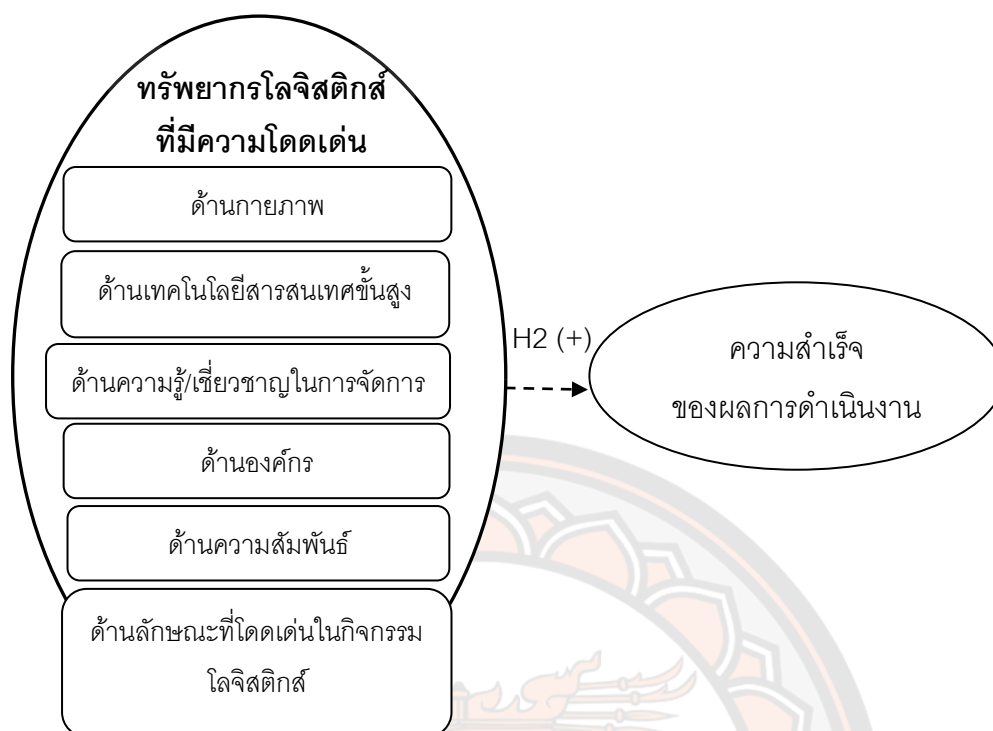 ทรัพยากรโลจิสติกส์
ที่มีความโดดเด่น
ด้านกายภาพ
ด้านเทคโนโลยีสารสนเทศขั้นสูง
ด้านความรู้/เชี่ยวชาญในการจัดการ
ด้านองค์กร
ด้านความสัมพันธ์
ด้านลักษณะที่โดดเด่นในกิจกรรม
โลจิสติกส์
H2 (+)
ความสำเร็จ
ของผลการดำเนินงาน